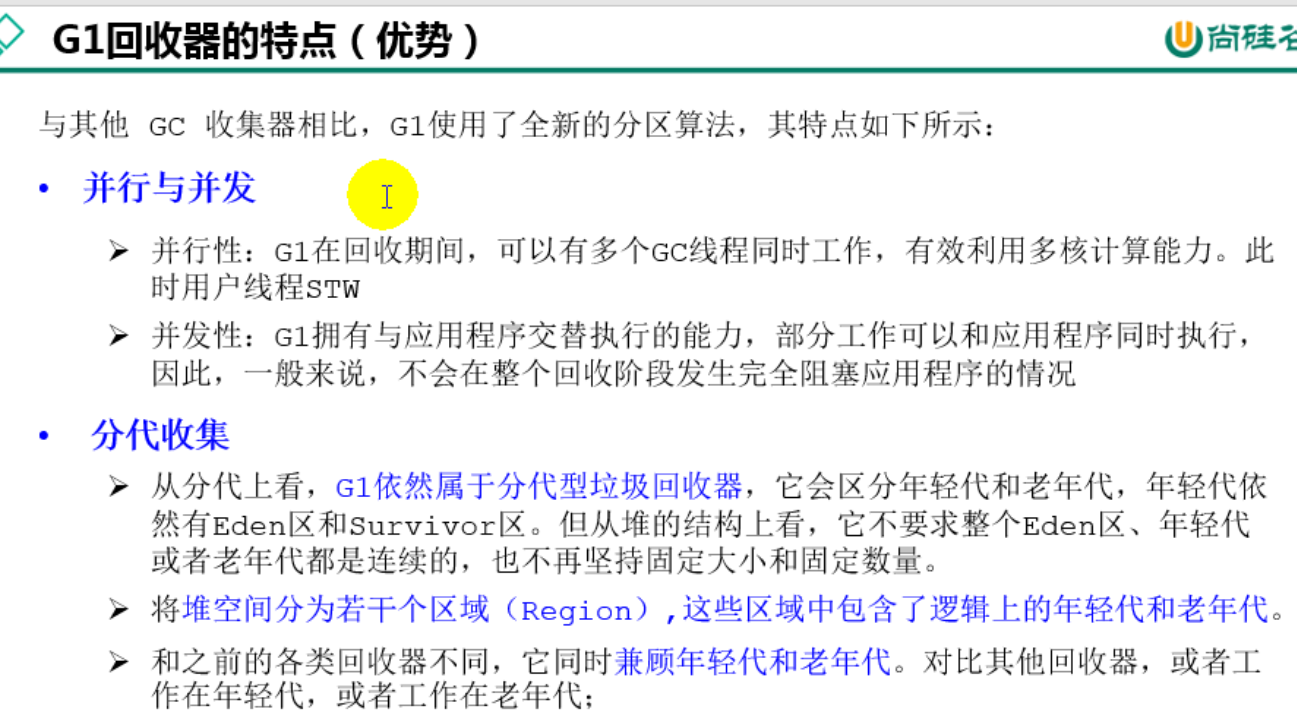 G1回收器的特点（优势）
尚硅谷
与其他 GC 收集器相比，G1使用了全新的分区算法，其特点如下所示：
• 并行与并发
➢ 并行性：G1在回收期间，可以有多个GC线程同时工作，有效利用多核计算能力。此
时用户线程STW
➢ 并发性：G1拥有与应用程序交替执行的能力，部分工作可以和应用程序同时执行，
因此，一般来说，不会在整个回收阶段发生完全阻塞应用程序的情况
• 分代收集
➢ 从分代上看，G1依然属于分代型垃圾回收器，它会区分年轻代和老年代，年轻代依
然有Eden区和Survivor区。但从堆的结构上看，它不要求整个Eden区、年轻代
或者老年代都是连续的，也不再坚持固定大小和固定数量。
➢ 将堆空间分为若干个区域（Region）,这些区域中包含了逻辑上的年轻代和老年代。
➢ 和之前的各类回收器不同，它同时兼顾年轻代和老年代。对比其他回收器，或者工
作在年轻代，或者工作在老年代；